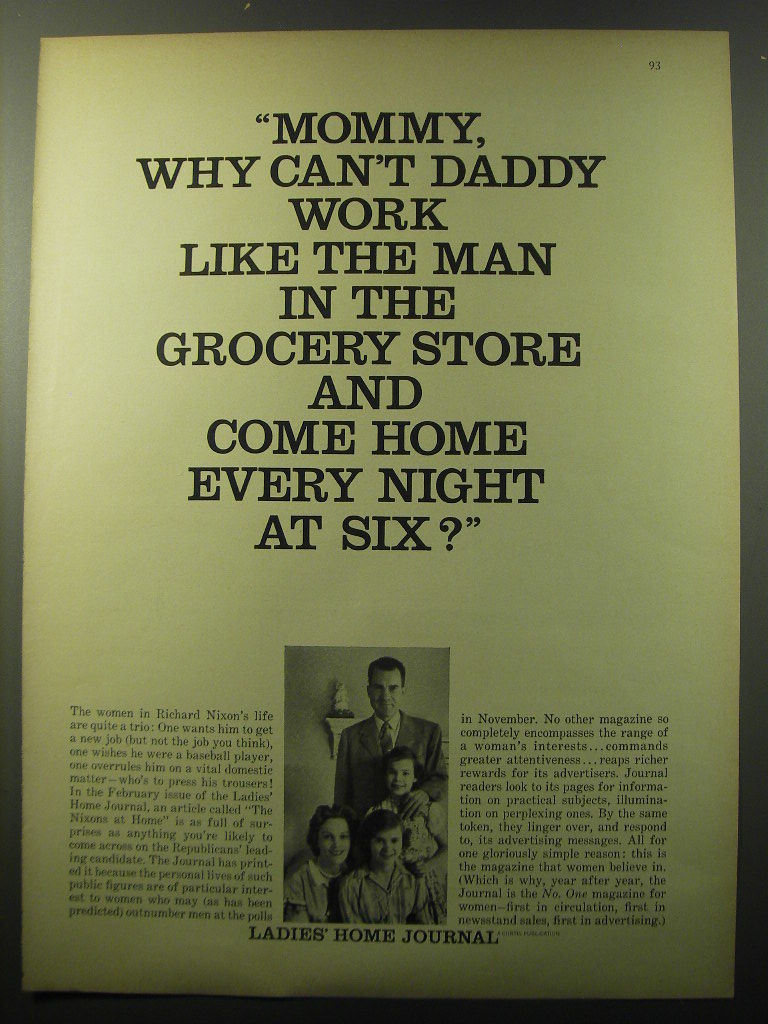 93
“MOMMY,
WHY CAN’T DADDY
WORK
LIKE THE MAN
IN THE
GROCERY STORE
AND
COME HOME
EVERY NIGHT
AT SIX?”
The women in Richard Nixon’s life
are quite a trio: One wants him to get
a new job (but not the job you think),
one wishes he were a baseball player,
one overrules him on a vital domestic
matter—who’s to press his trousers!
In the February issue of the Ladies’
Home Journal, an article called “The
Nixons at Home” is as full of sur-
prises as anything you’re likely to
come across on the Republicans’ lead-
ing candidate. The Journal has print-
ed it because the personal lives of such
public figures are of particular inter-
est to women who may (as has been
predicted) outnumber men at the polls
in November. No other magazine so
completely encompasses the range of
a woman’s interests...commands
greater attentiveness...reaps richer
rewards for its advertisers. Journal
readers look to its pages for informa-
tion on practical subjects, illumina-
tion on perplexing ones. By the same
token, they linger over, and respond
to, its advertising messages. All for
one gloriously simple reason: this is
the magazine that women believe in.
(Which is why, year after year, the
Journal is the No. One magazine for
women—first in circulation, first in
newsstand sales, first in advertising.)
LADIES’ HOME JOURNAL A CURTIS PUBLICATION